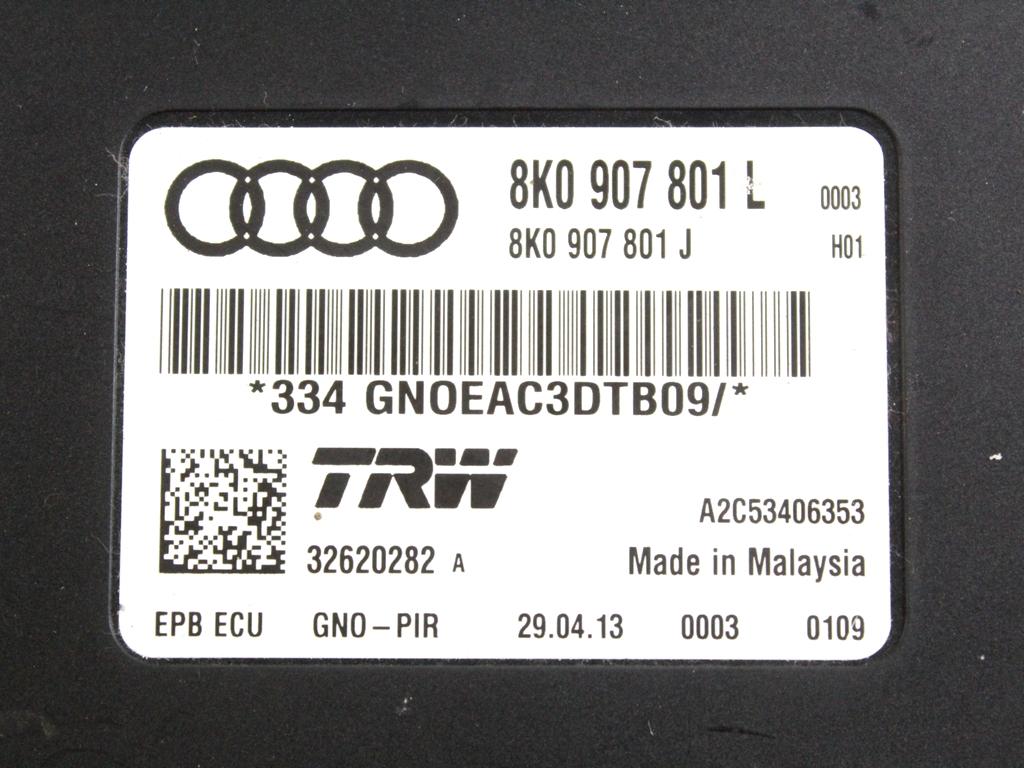 8K0 907 801 L 0003
8K0 907 801 J H01
*334 GNOEAC3DTB09/*
TRW
A2C53406353
32620282 A Made in Malaysia
EPB ECU GNO-PIR 29.04.13 0003 0109